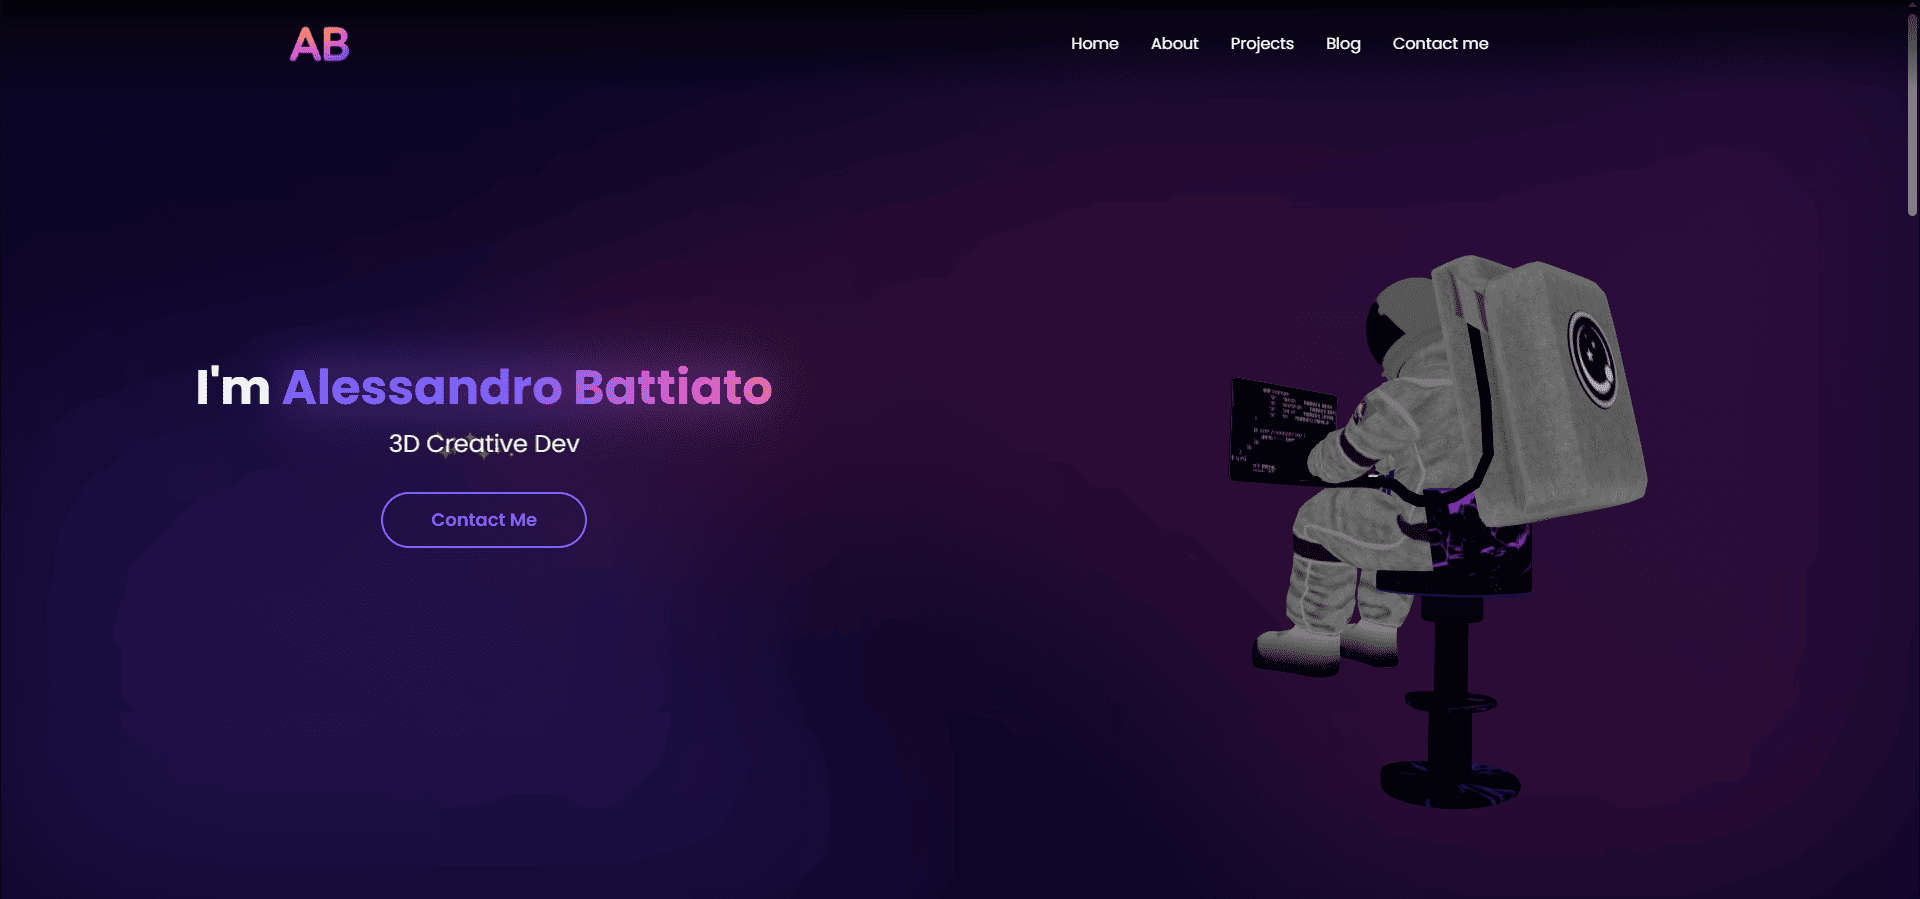 AB
Home About Projects Blog Contact me
I'm Alessandro Battiato
3D Creative Dev
Contact Me